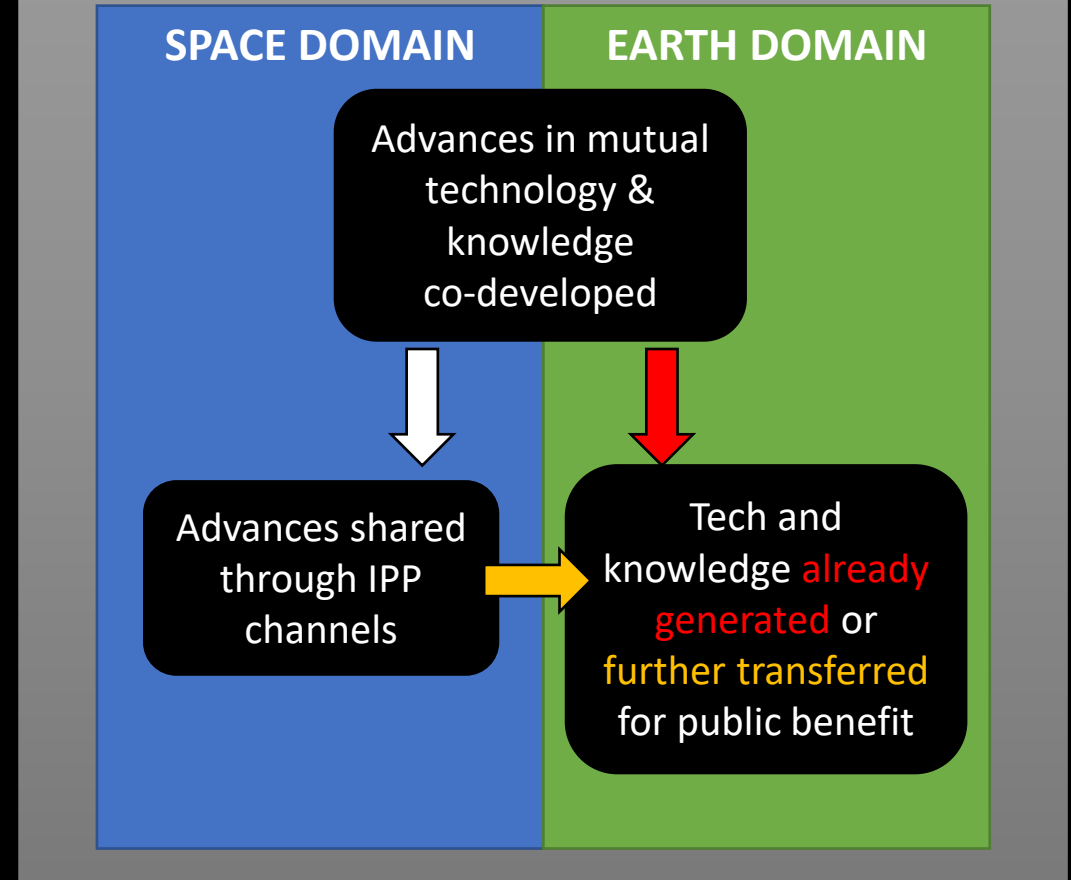 SPACE DOMAIN
EARTH DOMAIN
Advances in mutual
technology &
knowledge
co-developed
Advances shared
through IPP
channels
Tech and
knowledge already
generated or
further transferred
for public benefit